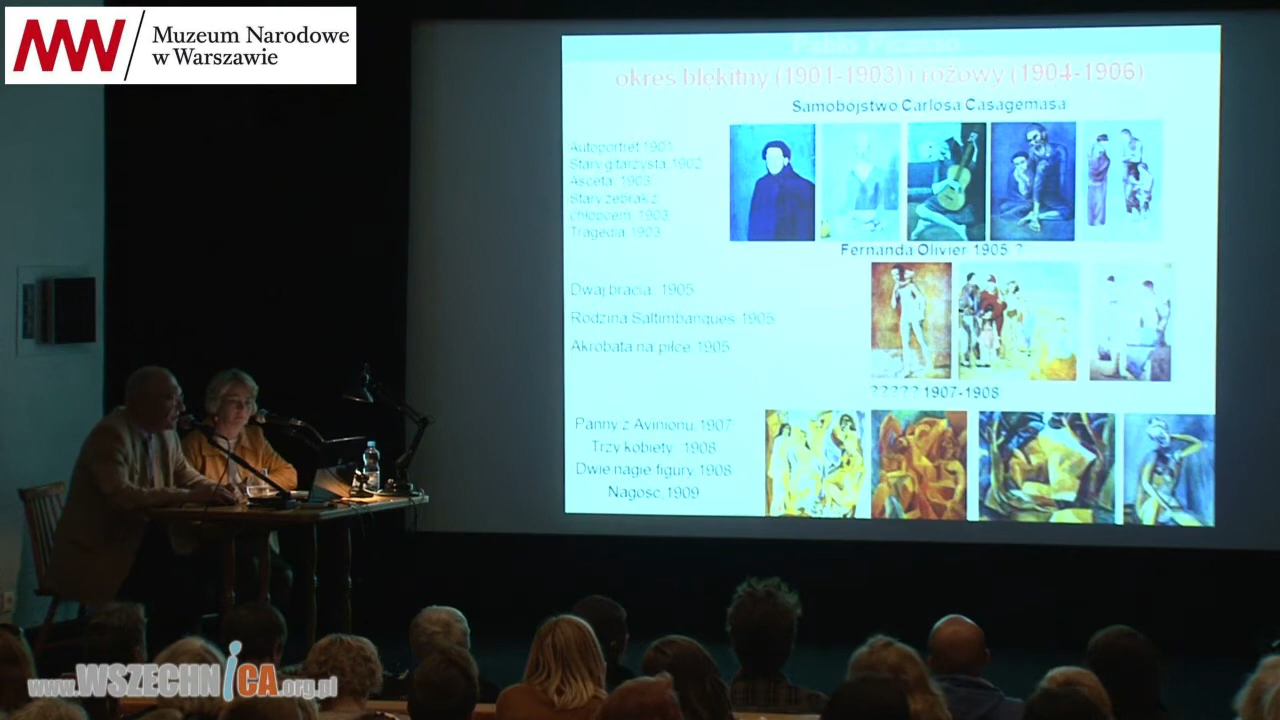 Muzeum Narodowe
w Warszawie
Pablo Picasso
okres błękitny (1901-1903) i różowy (1904-1906)
Samobójstwo Carlosa Casagemasa
Autoportret 1901
Stary gitarzysta, 1902
Asceta, 1903
Stary żebrak z
chłopcem, 1903
Tragedia, 1903
Fernanda Olivier 1905 ?
Dwaj bracia, 1905
Rodzina Saltimbanques, 1905
Akrobata na piłce, 1905
????? 1907-1908
Panny z Avinionu, 1907
Trzy kobiety, 1908
Dwie nagie figury, 1908
Nagość, 1909
www.WSZECHNICA.org.pl